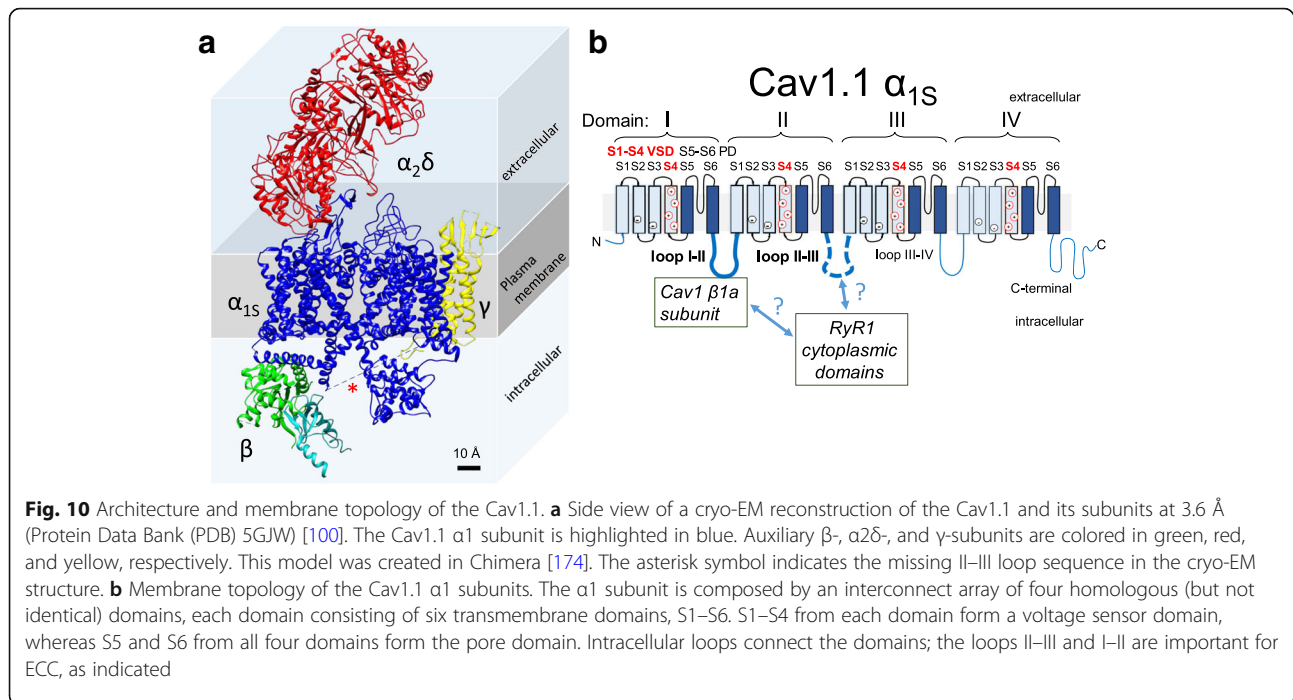 a
b
α2δ
extracellular
Plasma membrane
α1S
γ
*
intracellular
β
10 Å
Cav1.1 α1S
extracellular
Domain: I II III IV
S1-S4 VSD S5-S6 PD
S1 S2 S3 S4 S5 S6 S1 S2 S3 S4 S5 S6 S1 S2 S3 S4 S5 S6 S1 S2 S3 S4 S5 S6
N
loop I-II
loop II-III
loop III-IV
C
C-terminal
intracellular
Cav1 β1a
subunit
?
?
RyR1
cytoplasmic
domains
Fig. 10 Architecture and membrane topology of the Cav1.1. a Side view of a cryo-EM reconstruction of the Cav1.1 and its subunits at 3.6 Å
(Protein Data Bank (PDB) 5GJW) [100]. The Cav1.1 α1 subunit is highlighted in blue. Auxiliary β-, α2δ-, and γ-subunits are colored in green, red,
and yellow, respectively. This model was created in Chimera [174]. The asterisk symbol indicates the missing II–III loop sequence in the cryo-EM
structure. b Membrane topology of the Cav1.1 α1 subunits. The α1 subunit is composed by an interconnect array of four homologous (but not
identical) domains, each domain consisting of six transmembrane domains, S1–S6. S1–S4 from each domain form a voltage sensor domain,
whereas S5 and S6 from all four domains form the pore domain. Intracellular loops connect the domains; the loops II–III and I–II are important for
ECC, as indicated